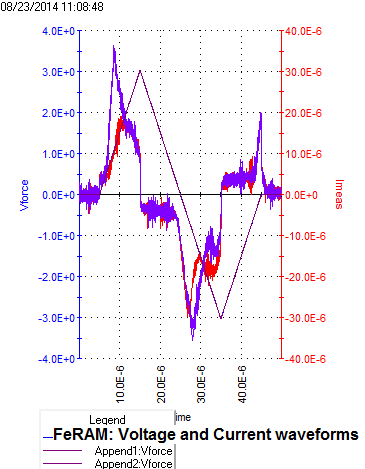 08/23/2014 11:08:48
4.0E+0
3.0E+0
2.0E+0
1.0E+0
0.0E+0
-1.0E+0
-2.0E+0
-3.0E+0
-4.0E+0
Vforce
40.0E-6
30.0E-6
20.0E-6
10.0E-6
0.0E+0
-10.0E-6
-20.0E-6
-30.0E-6
-40.0E-6
Imeas
10.0E-6
20.0E-6
30.0E-6
40.0E-6
ime
Legend
FeRAM: Voltage and Current waveforms
Append1:Vforce
Append2:Vforce